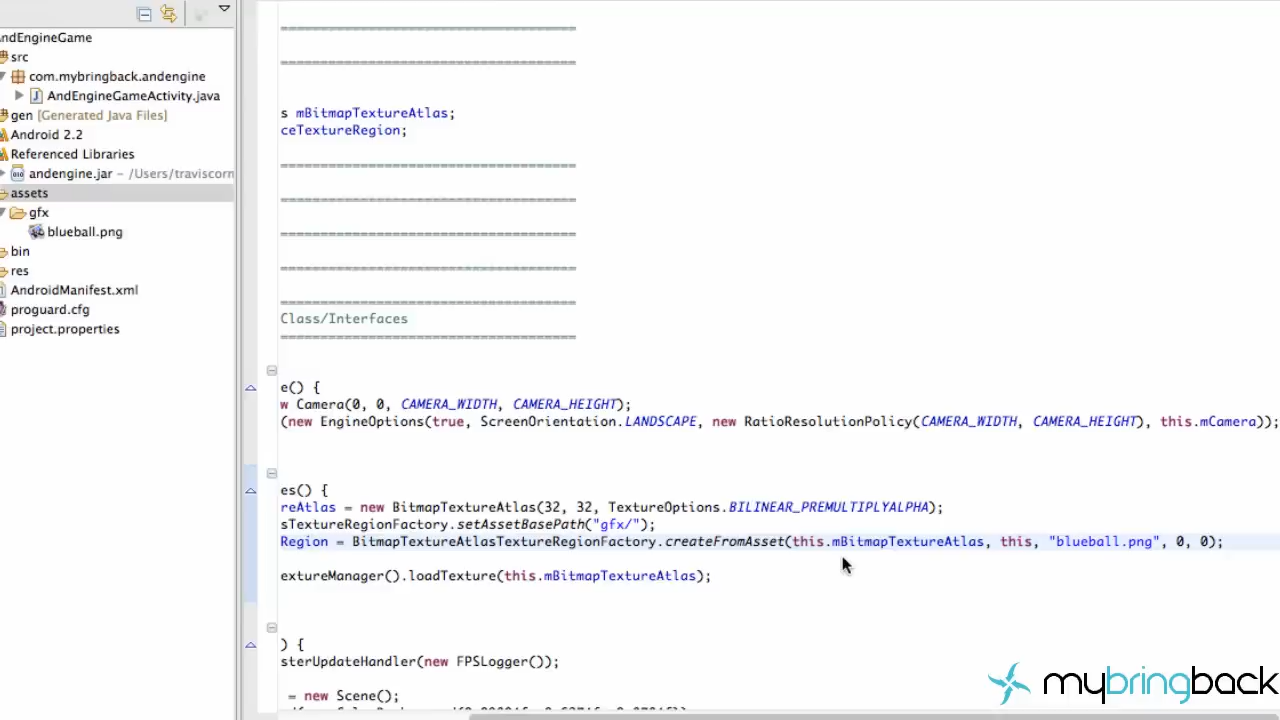 ndEngineGame
src
com.mybringback.andengine
AndEngineGameActivity.java
gen [Generated Java Files]
Android 2.2
Referenced Libraries
andengine.jar – /Users/traviscorn
assets
gfx
blueball.png
bin
res
AndroidManifest.xml
proguard.cfg
project.properties
=====================================
=====================================
s mBitmapTextureAtlas;
ceTextureRegion;
=====================================
=====================================
=====================================
=====================================
=====================================
Class/Interfaces
=====================================
e() {
w Camera(0, 0, CAMERA_WIDTH, CAMERA_HEIGHT);
(new EngineOptions(true, ScreenOrientation.LANDSCAPE, new RatioResolutionPolicy(CAMERA_WIDTH, CAMERA_HEIGHT), this.mCamera));
es() {
reAtlas = new BitmapTextureAtlas(32, 32, TextureOptions.BILINEAR_PREMULTIPLYALPHA);
sTextureRegionFactory.setAssetBasePath("gfx/");
Region = BitmapTextureAtlasTextureRegionFactory.createFromAsset(this.mBitmapTextureAtlas, this, "blueball.png", 0, 0);
extureManager().loadTexture(this.mBitmapTextureAtlas);
) {
sterUpdateHandler(new FPSLogger());
= new Scene();
mybringback